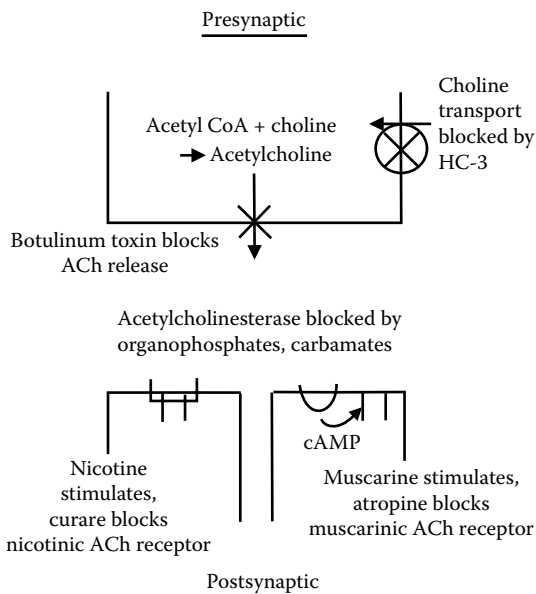 Presynaptic
Choline
transport
blocked by
HC-3
Acetyl CoA + choline
Acetylcholine
Botulinum toxin blocks
ACh release
Acetylcholinesterase blocked by
organophosphates, carbamates
cAMP
Nicotine
stimulates,
curare blocks
nicotinic ACh receptor
Muscarine stimulates,
atropine blocks
muscarinic ACh receptor
Postsynaptic